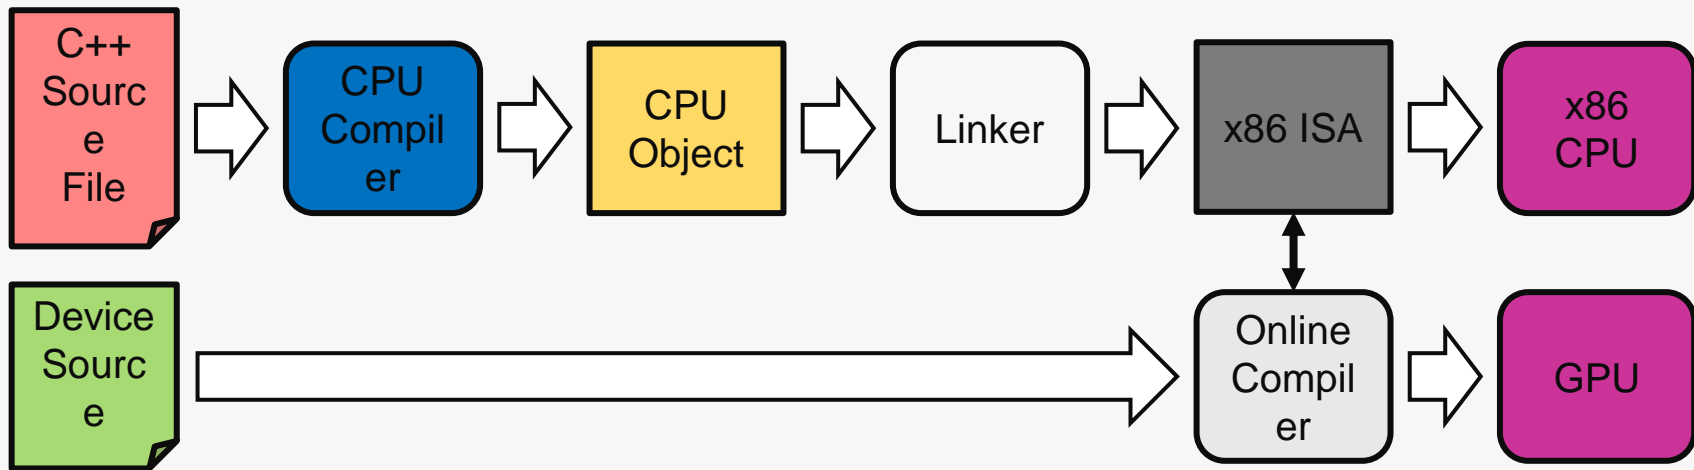 C++
Sourc
e
File
CPU
Compil
er
CPU
Object
Linker
x86 ISA
x86
CPU
Device
Sourc
e
Online
Compil
er
GPU